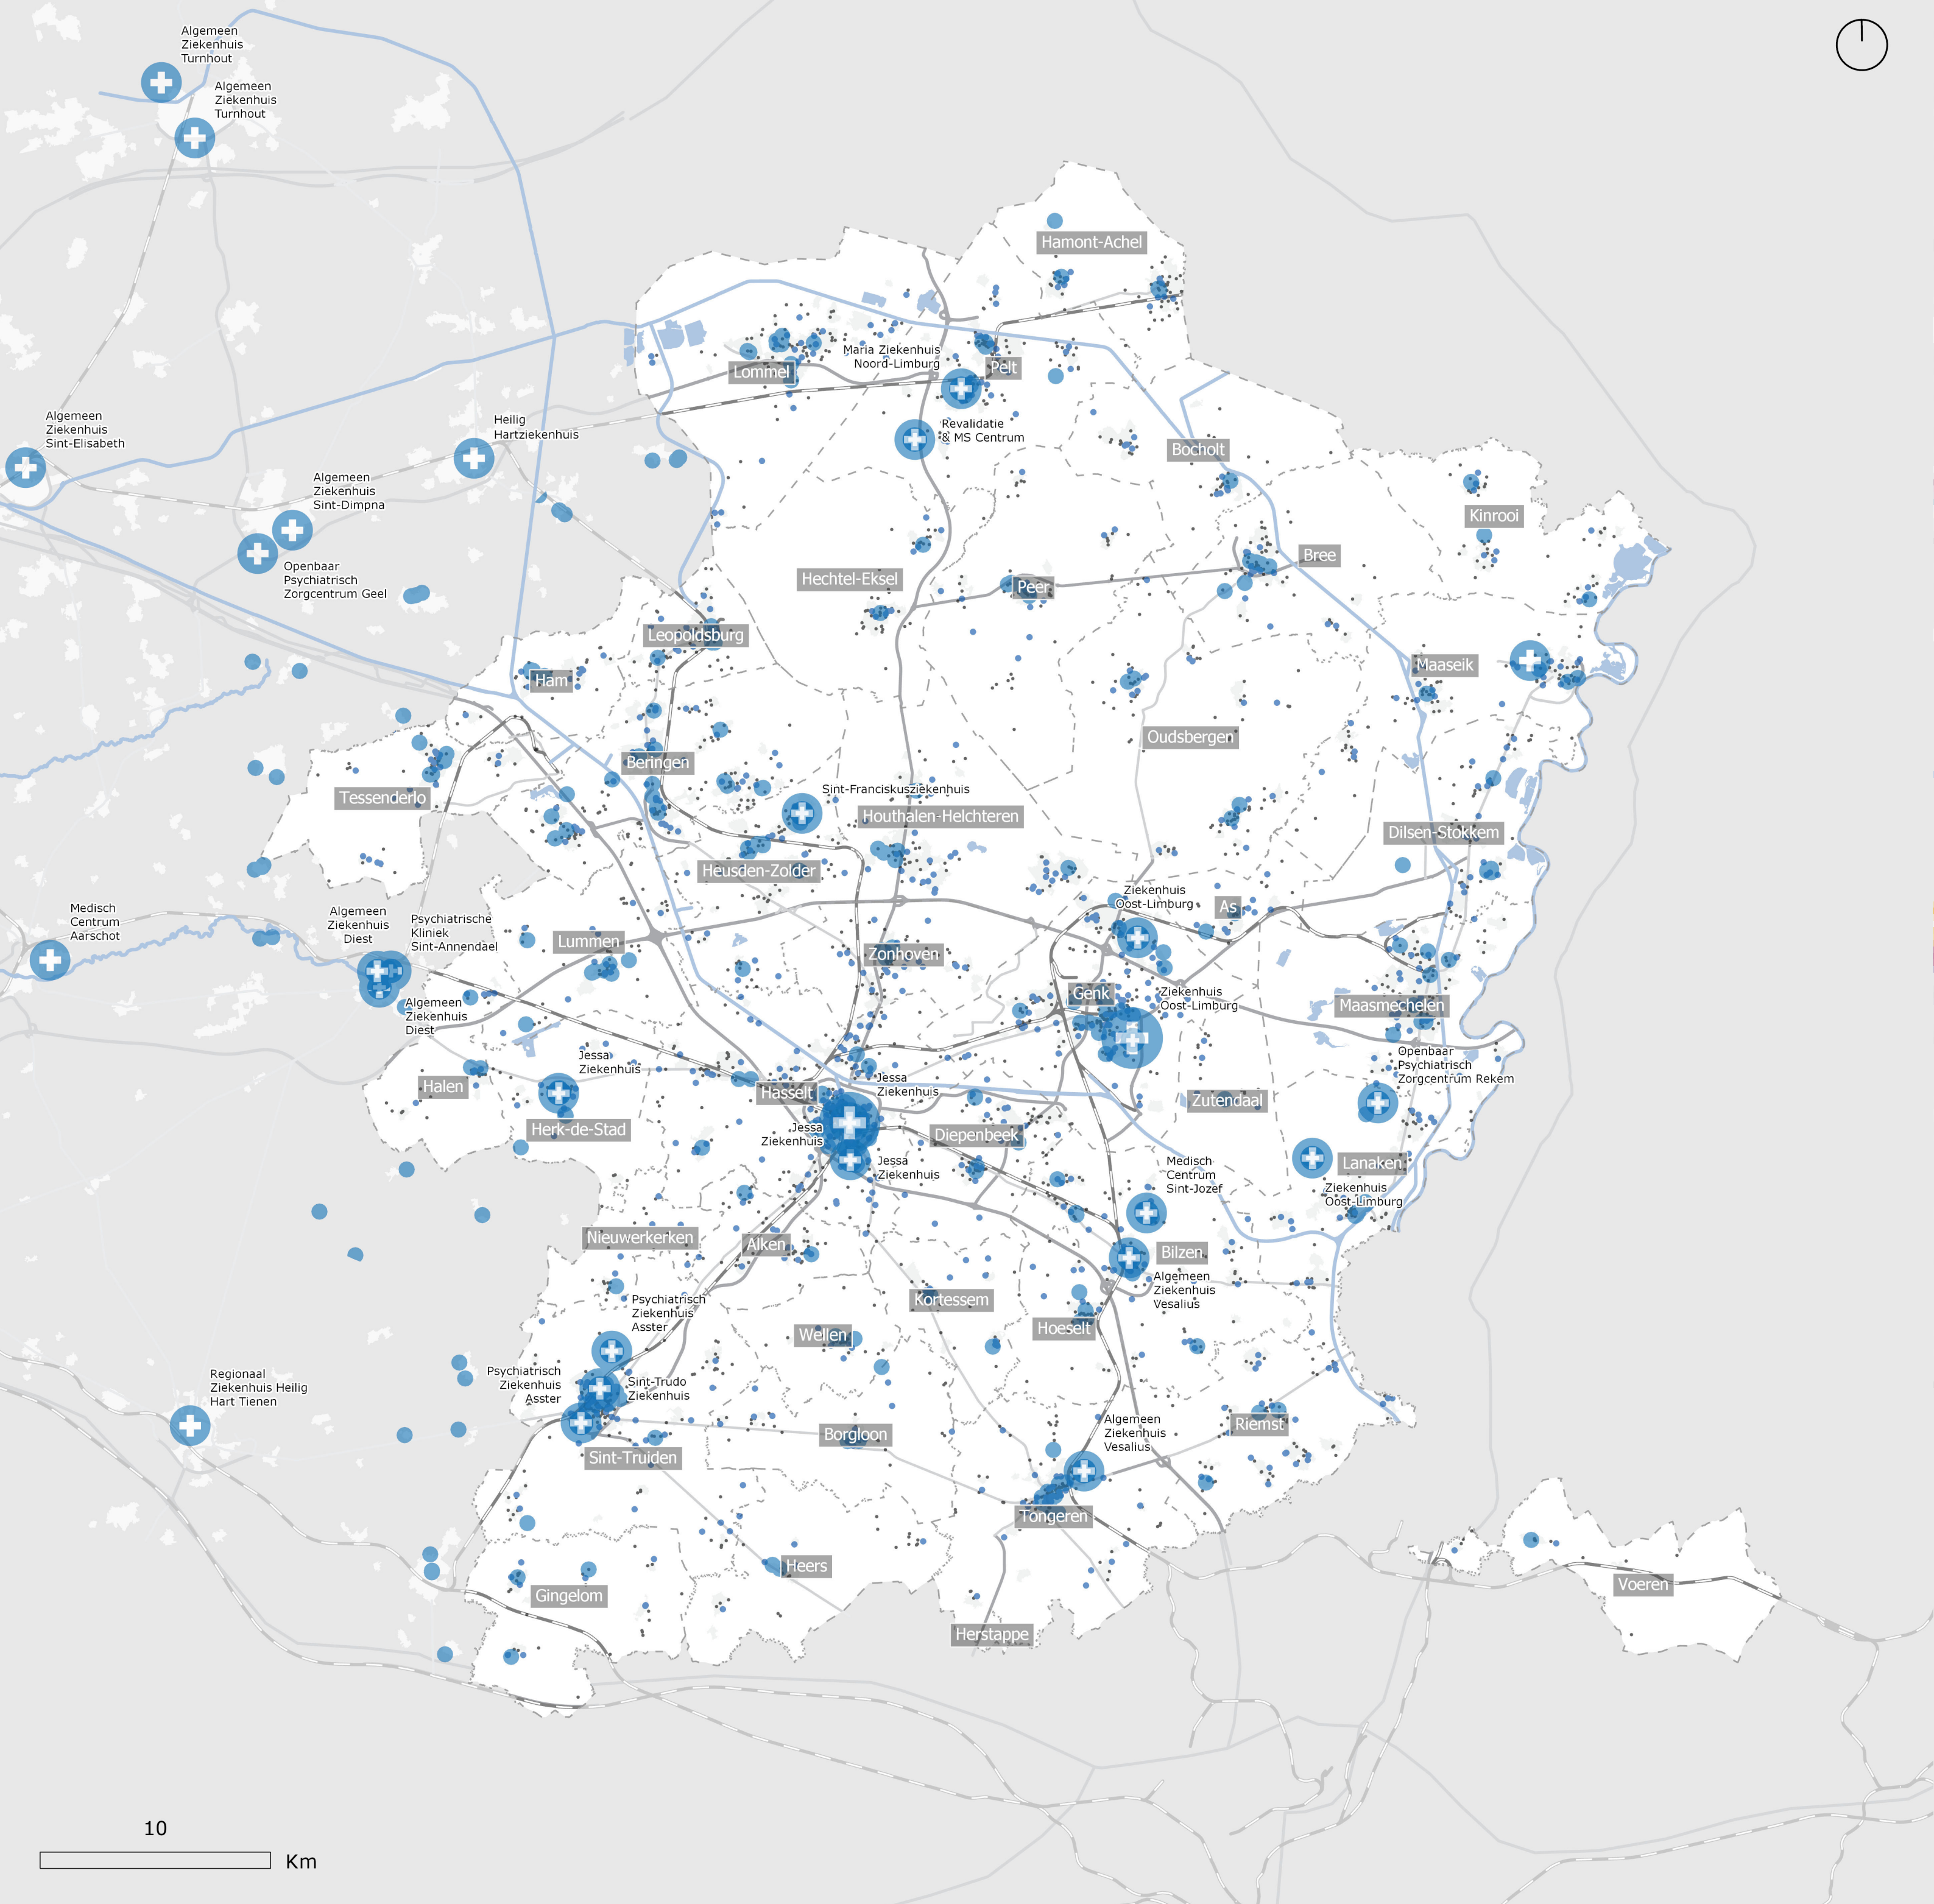 Algemeen
Ziekenhuis
Turnhout
Algemeen
Ziekenhuis
Turnhout
Hamont-Achel
Maria Ziekenhuis
Noord-Limburg
Pelt
Lommel
Algemeen
Ziekenhuis
Sint-Elisabeth
Heilig
Hartziekenhuis
Revalidatie
& MS Centrum
Bocholt
Algemeen
Ziekenhuis
Sint-Dimpna
Kinrooi
Bree
Openbaar
Psychiatrisch
Zorgcentrum Geel
Hechtel-Eksel
Peer
Leopoldsburg
Maaseik
Ham
Oudsbergen
Beringen
Tessenderlo
Sint-Franciskusziekenhuis
Houthalen-Helchteren
Dilsen-Stokkem
Heusden-Zolder
Ziekenhuis
Oost-Limburg
As
Medisch
Centrum
Aarschot
Algemeen
Ziekenhuis
Diest
Psychiatrische
Kliniek
Sint-Annendael
Lummen
Zonhoven
Genk
Ziekenhuis
Oost-Limburg
Maasmechelen
Algemeen
Ziekenhuis
Diest
Jessa
Ziekenhuis
Openbaar
Psychiatrisch
Zorgcentrum Rekem
Halen
Hasselt
Jessa
Ziekenhuis
Zutendaal
Herk-de-Stad
Jessa
Ziekenhuis
Diepenbeek
Jessa
Ziekenhuis
Medisch
Centrum
Sint-Jozef
Lanaken
Ziekenhuis
Oost-Limburg
Nieuwerkerken
Alken
Bilzen
Algemeen
Ziekenhuis
Vesalius
Kortessem
Psychiatrisch
Ziekenhuis
Asster
Wellen
Hoeselt
Regionaal
Ziekenhuis Heilig
Hart Tienen
Psychiatrisch
Ziekenhuis
Asster
Sint-Trudo
Ziekenhuis
Algemeen
Ziekenhuis
Vesalius
Riemst
Borgloon
Sint-Truiden
Tongeren
Heers
Gingelom
Voeren
Herstappe
10
Km